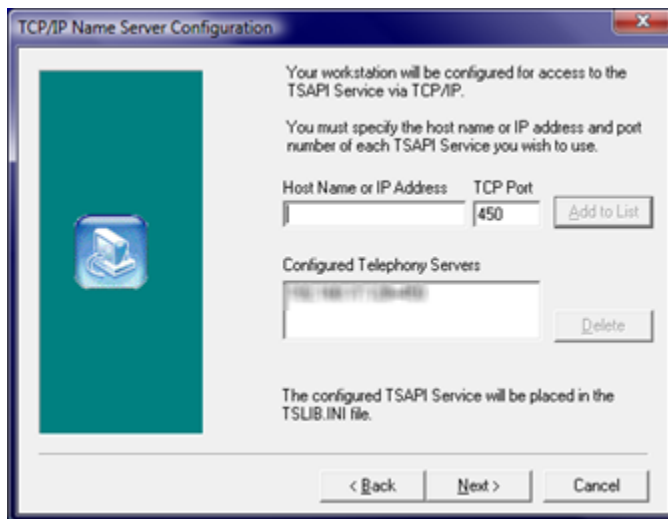 TCP/IP Name Server Configuration
Your workstation will be configured for access to the
TSAPI Service via TCP/IP.
You must specify the host name or IP address and port
number of each TSAPI Service you wish to use.
Host Name or IP Address TCP Port
450 Add to List
Configured Telephony Servers
Delete
The configured TSAPI Service will be placed in the
TSLIB.INI file.
< Back Next > Cancel